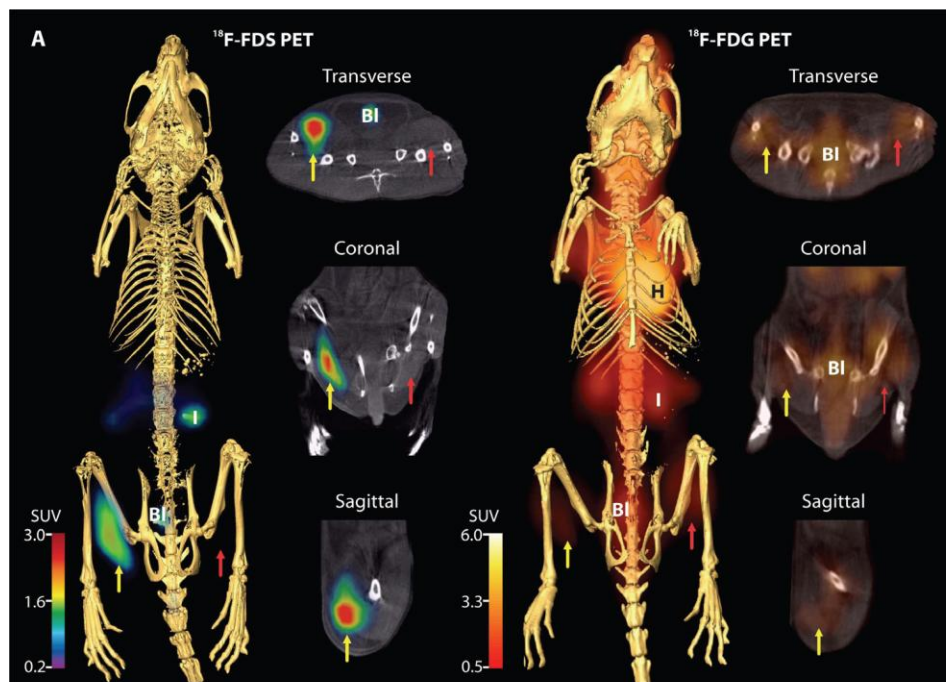 A
¹⁸F-FDS PET
Transverse
Bl
Coronal
I
Bl
Sagittal
SUV
3.0
1.6
0.2
¹⁸F-FDG PET
Transverse
Bl
H
Coronal
Bl
I
Bl
Sagittal
SUV
6.0
3.3
0.5